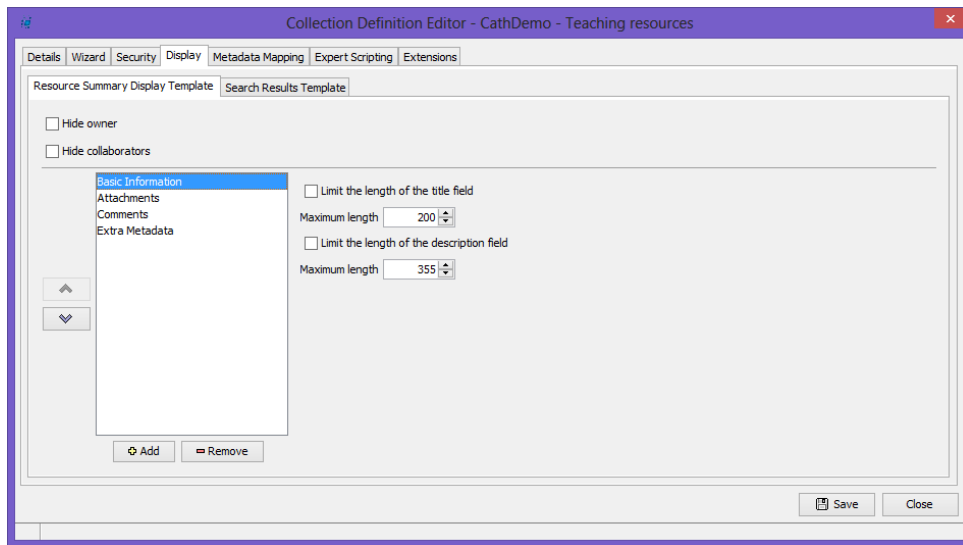 Collection Definition Editor - CathDemo - Teaching resources
Details Wizard Security Display Metadata Mapping Expert Scripting Extensions
Resource Summary Display Template Search Results Template
Hide owner
Hide collaborators
Basic Information
Attachments
Comments
Extra Metadata
Limit the length of the title field
Maximum length 200
Limit the length of the description field
Maximum length 355
Add Remove
Save Close